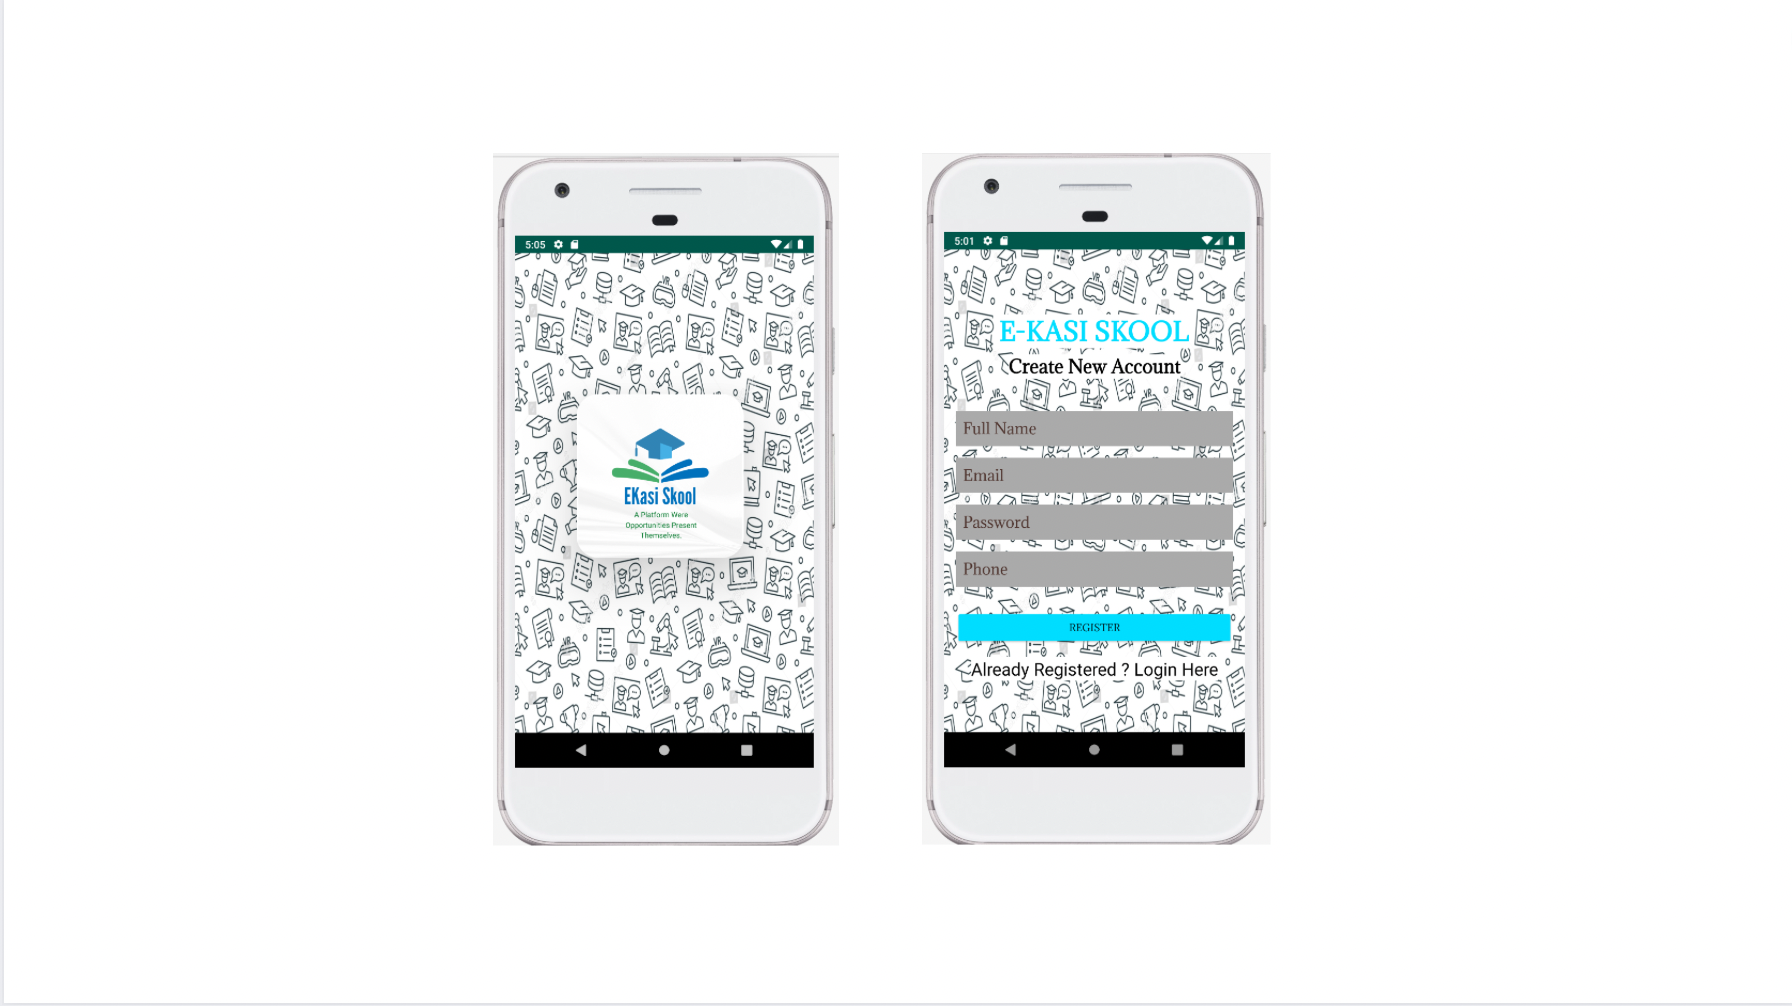 5:05
EKasi Skool
A Platform Were
Opportunities Present
Themselves.
5:01
E-KASI SKOOL
Create New Account
Full Name
Email
Password
Phone
REGISTER
Already Registered ? Login Here